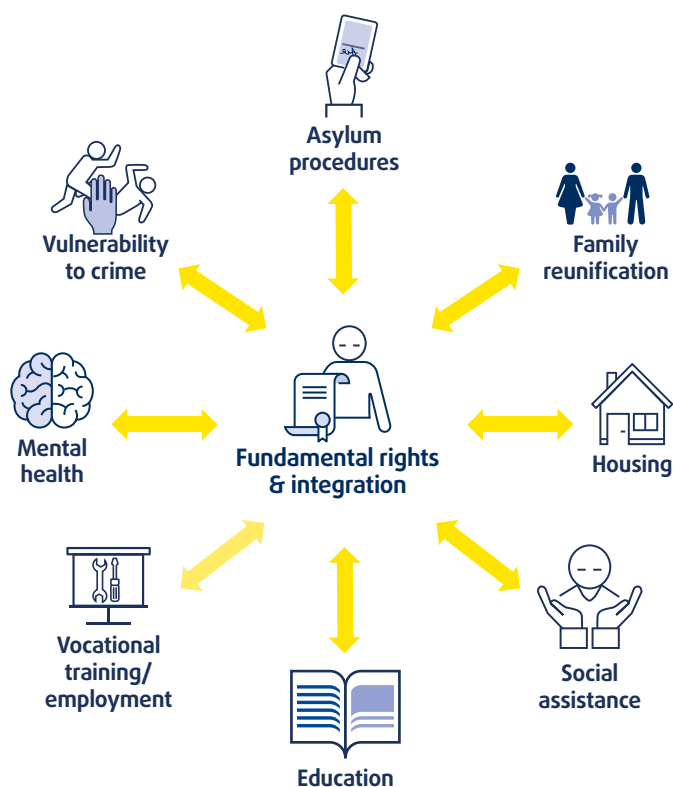 Asylum
procedures
Vulnerability
to crime
Family
reunification
Mental
health
Fundamental rights
& integration
Housing
Vocational
training/
employment
Social
assistance
Education